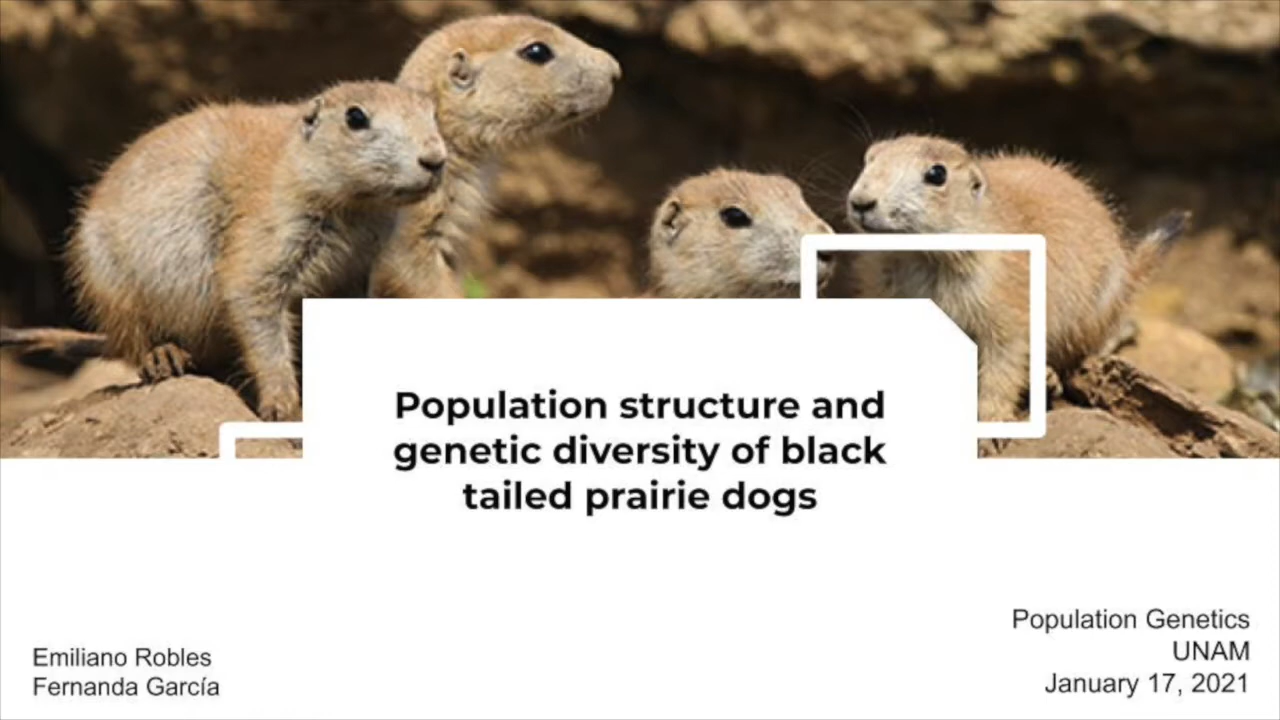 Population structure and
genetic diversity of black
tailed prairie dogs
Emiliano Robles
Fernanda García
Population Genetics
UNAM
January 17, 2021